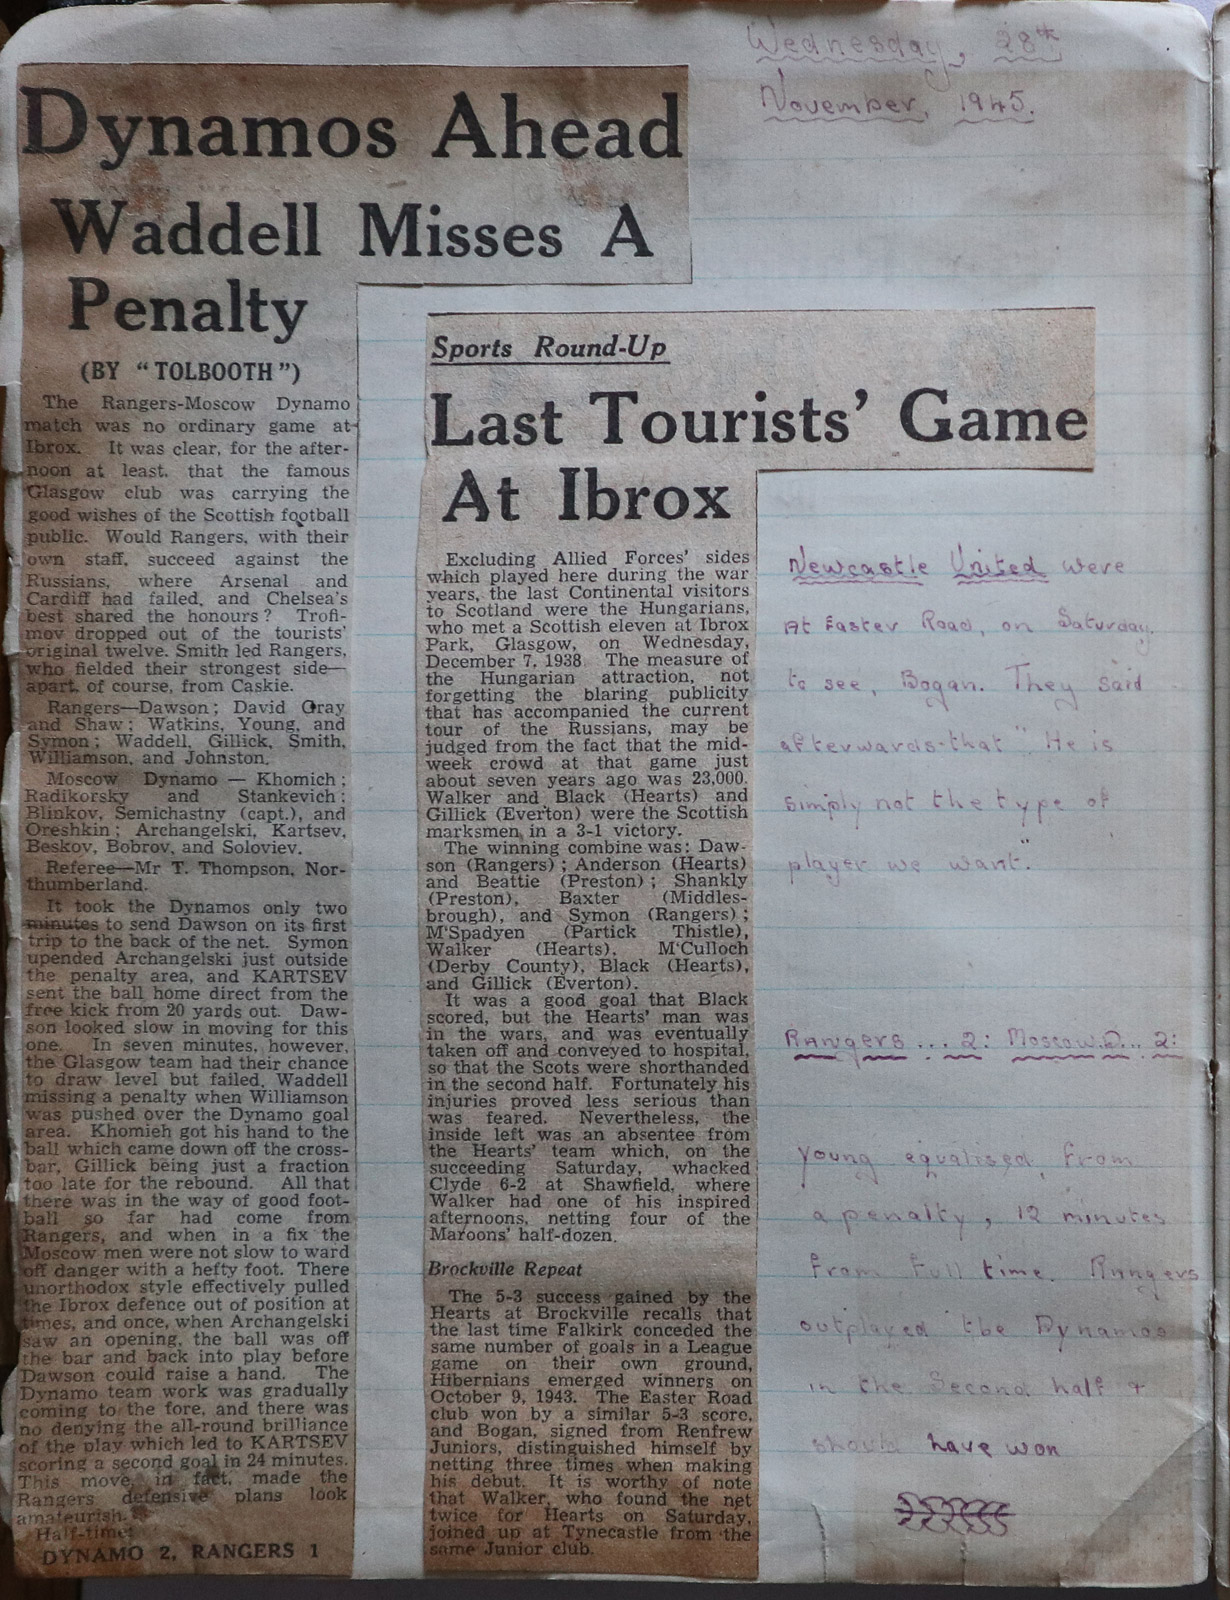 Wednesday, 28th
November, 1945.
Dynamos Ahead
Waddell Misses A
Penalty
(BY "TOLBOOTH")
The Rangers-Moscow Dynamo
match was no ordinary game at
Ibrox. It was clear, for the after-
noon at least, that the famous
Glasgow club was carrying the
good wishes of the Scottish football
public. Would Rangers, with their
own staff, succeed against the
Russians, where Arsenal and
Cardiff had failed, and Chelsea's
best shared the honours? Trofi-
mov dropped out of the tourists'
original twelve. Smith led Rangers,
who fielded their strongest side—
apart, of course, from Caskie.
Rangers—Dawson; David Gray
and Shaw; Watkins, Young, and
Symon; Waddell, Gillick, Smith,
Williamson, and Johnston.
Moscow Dynamo — Khomich;
Radikorsky and Stankevich;
Blinkov, Semichastny (capt.), and
Oreshkin; Archangelski, Kartsev,
Beskov, Bobrov, and Soloviev.
Referee—Mr T. Thompson, Nor-
thumberland.
It took the Dynamos only two
minutes to send Dawson on its first
trip to the back of the net. Symon
upended Archangelski just outside
the penalty area, and KARTSEV
sent the ball home direct from the
free kick from 20 yards out. Daw-
son looked slow in moving for this
one. In seven minutes, however,
the Glasgow team had their chance
to draw level but failed, Waddell
missing a penalty when Williamson
was pushed over the Dynamo goal
area. Khomieh got his hand to the
ball which came down off the cross-
bar, Gillick being just a fraction
too late for the rebound. All that
there was in the way of good foot-
ball so far had come from
Rangers, and when in a fix the
Moscow men were not slow to ward
off danger with a hefty foot. There
unorthodox style effectively pulled
the Ibrox defence out of position at
times, and once, when Archangelski
saw an opening, the ball was off
the bar and back into play before
Dawson could raise a hand. The
Dynamo team work was gradually
coming to the fore, and there was
no denying the all-round brilliance
of the play which led to KARTSEV
scoring a second goal in 24 minutes.
This move, in fact, made the
Rangers defensive plans look
amateurish.
Half-time:
DYNAMO 2, RANGERS 1
Sports Round-Up
Last Tourists' Game
At Ibrox
Excluding Allied Forces' sides
which played here during the war
years, the last Continental visitors
to Scotland were the Hungarians,
who met a Scottish eleven at Ibrox
Park, Glasgow, on Wednesday,
December 7, 1938. The measure of
the Hungarian attraction, not
forgetting the blaring publicity
that has accompanied the current
tour of the Russians, may be
judged from the fact that the mid-
week crowd at that game just
about seven years ago was 23,000.
Walker and Black (Hearts) and
Gillick (Everton) were the Scottish
marksmen in a 3-1 victory.
The winning combine was: Daw-
son (Rangers); Anderson (Hearts)
and Beattie (Preston); Shankly
(Preston), Baxter (Middles-
brough), and Symon (Rangers);
M'Spadyen (Partick Thistle),
Walker (Hearts), M'Culloch
(Derby County), Black (Hearts),
and Gillick (Everton).
It was a good goal that Black
scored, but the Hearts' man was
in the wars, and was eventually
taken off and conveyed to hospital,
so that the Scots were shorthanded
in the second half. Fortunately his
injuries proved less serious than
was feared. Nevertheless, the
inside left was an absentee from
the Hearts' team which, on the
succeeding Saturday, whacked
Clyde 6-2 at Shawfield, where
Walker had one of his inspired
afternoons, netting four of the
Maroons' half-dozen.
Brockville Repeat
The 5-3 success gained by the
Hearts at Brockville recalls that
the last time Falkirk conceded the
same number of goals in a League
game on their own ground,
Hibernians emerged winners on
October 9, 1943. The Easter Road
club won by a similar 5-3 score,
and Bogan, signed from Renfrew
Juniors, distinguished himself by
netting three times when making
his debut. It is worthy of note
that Walker, who found the net
twice for Hearts on Saturday,
joined up at Tynecastle from the
same Junior club.
Newcastle United were
At Easter Road, on Saturday.
to see, Bogan. They said
afterwards that "He is
simply not the type of
player we want."
Rangers ... 2: Moscow.D... 2:
young equalised from
a penalty, 12 minutes
from full time. Rangers
outplayed the Dynamos
in the second half &
should have won